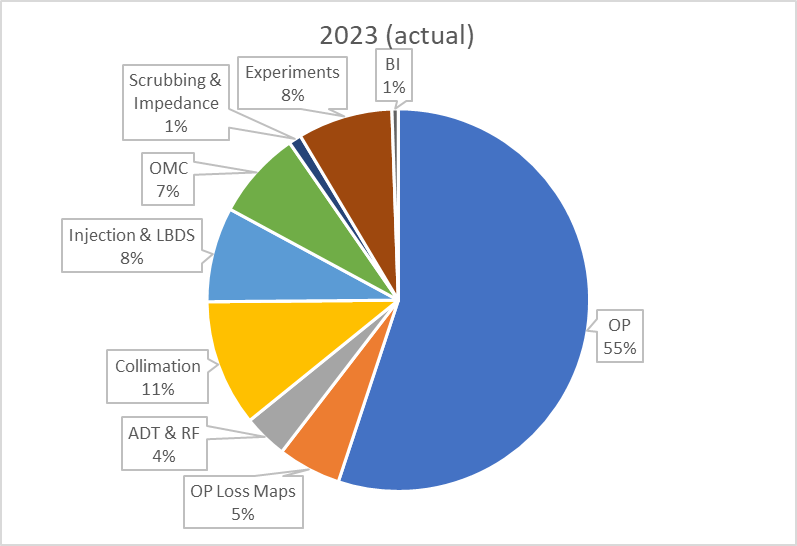 2023 (actual)
BI
1%
Experiments
8%
Scrubbing &
Impedance
1%
OMC
7%
Injection & LBDS
8%
Collimation
11%
ADT & RF
4%
OP Loss Maps
5%
OP
55%